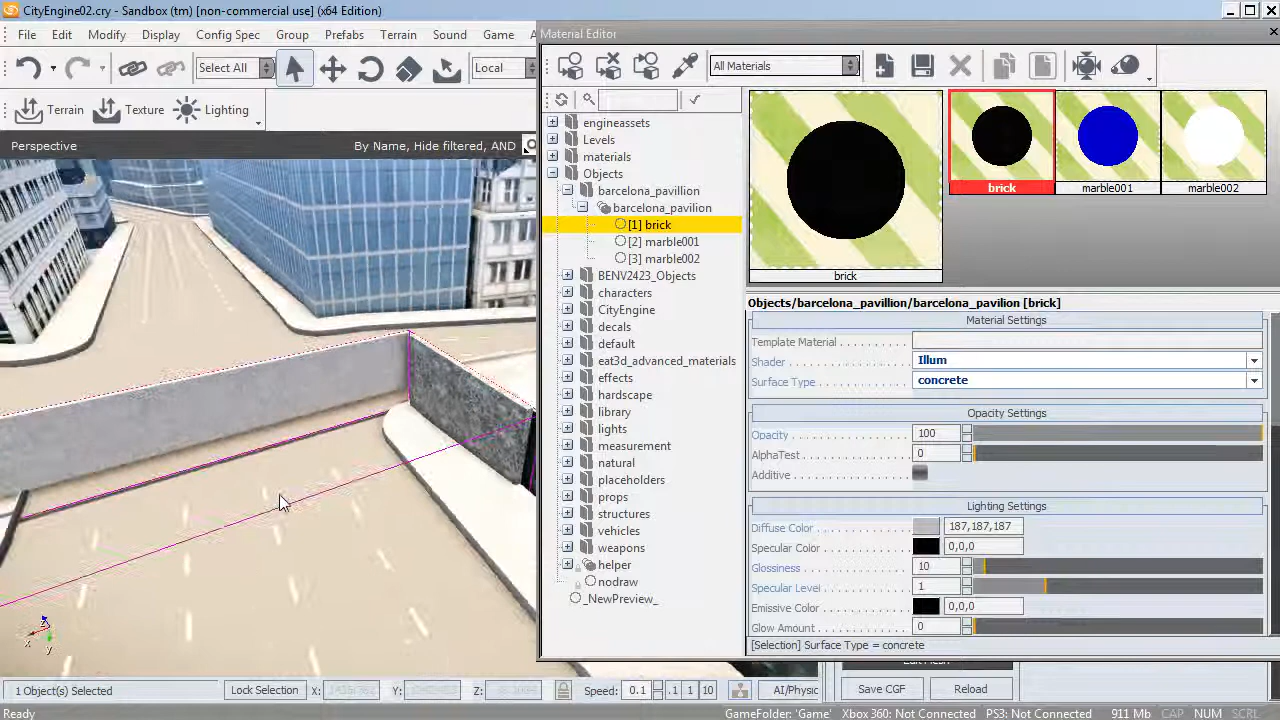 CityEngine02.cry - Sandbox (tm) [non-commercial use] (x64 Edition)
File Edit Modify Display Config Spec Group Prefabs Terrain Sound Game
Select All
Local
Terrain Texture Lighting
Perspective
By Name, Hide filtered, AND
Material Editor
All Materials
engineassets
Levels
materials
Objects
barcelona_pavillion
barcelona_pavilion
[1] brick
[2] marble001
[3] marble002
BENV2423_Objects
characters
CityEngine
decals
default
eat3d_advanced_materials
effects
hardscape
library
lights
measurement
natural
placeholders
props
structures
vehicles
weapons
helper
nodraw
_NewPreview_
brick
brick
marble001
marble002
Objects/barcelona_pavillion/barcelona_pavilion [brick]
Material Settings
Template Material
Shader Illum
Surface Type concrete
Opacity Settings
Opacity 100
AlphaTest 0
Additive
Lighting Settings
Diffuse Color 187,187,187
Specular Color 0,0,0
Glossiness 10
Specular Level 1
Emissive Color 0,0,0
Glow Amount 0
[Selection] Surface Type = concrete
Save CGF Reload
1 Object(s) Selected
Lock Selection
X:
Y:
Z:
Speed: 0.1 .1 1 10
AI/Physic
Ready
GameFolder: 'Game' Xbox 360: Not Connected PS3: Not Connected 911 Mb CAP NUM SCRL
x
y